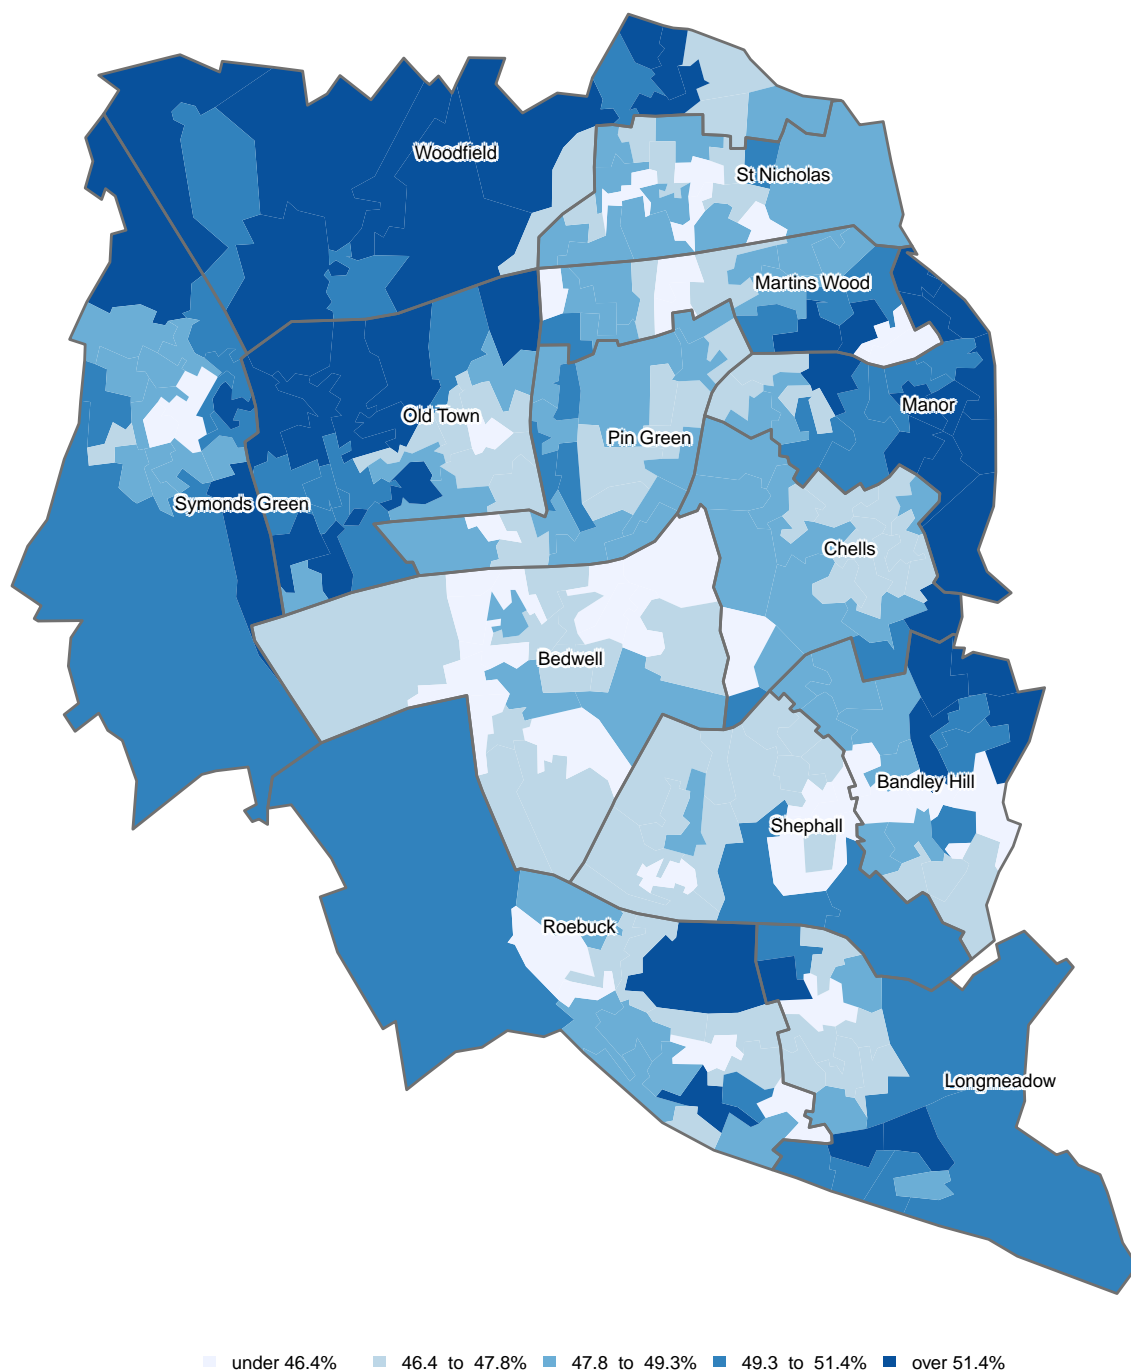 Woodfield
St Nicholas
Martins Wood
Manor
Old Town
Pin Green
Symonds Green
Chells
Bedwell
Bandley Hill
Shephall
Roebuck
Longmeadow
under 46.4% 46.4 to 47.8% 47.8 to 49.3% 49.3 to 51.4% over 51.4%